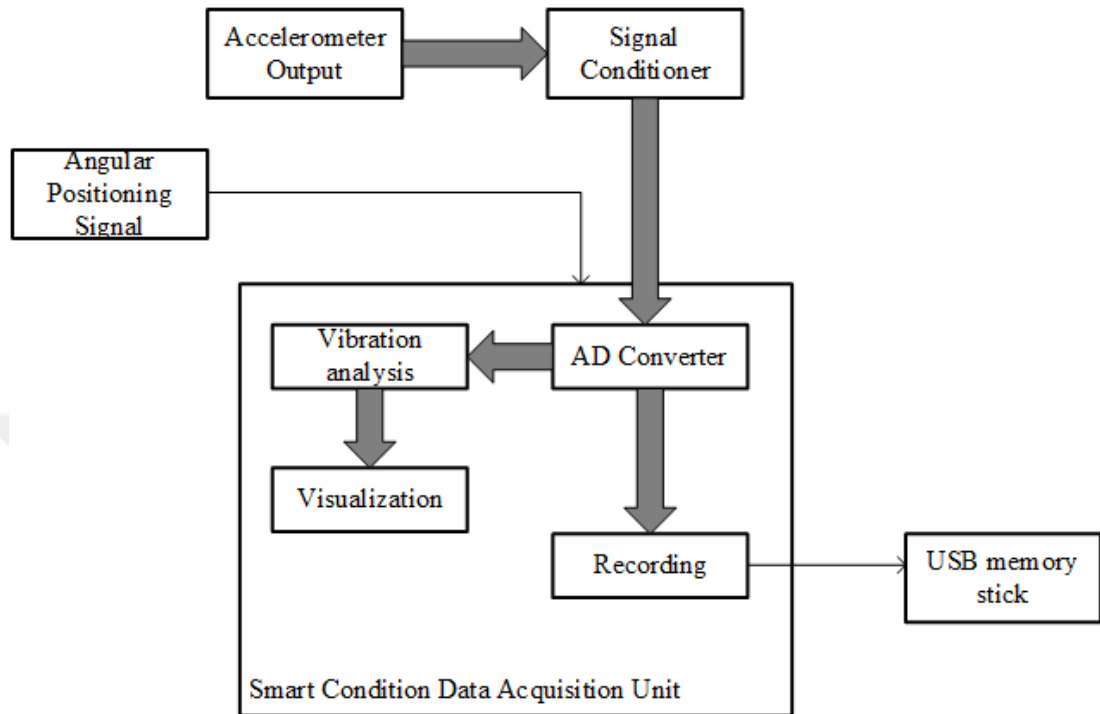 Accelerometer
Output
Signal
Conditioner
Angular
Positioning
Signal
Vibration
analysis
AD Converter
Visualization
Recording
USB memory
stick
Smart Condition Data Acquisition Unit